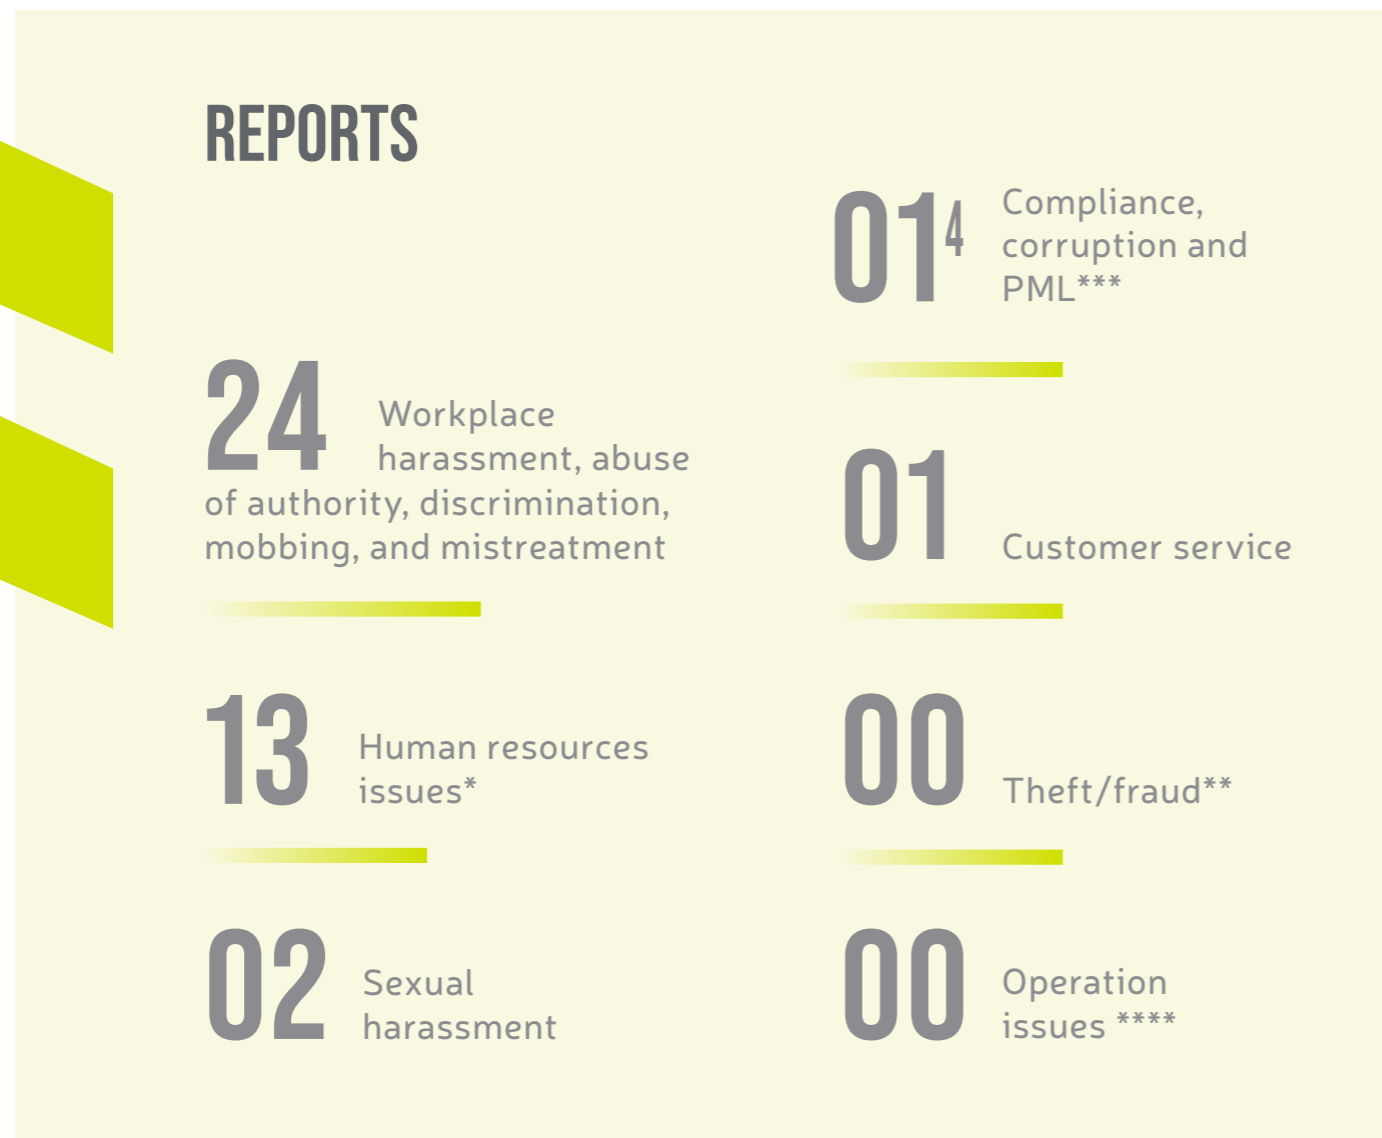 REPORTS
24 Workplace
harassment, abuse
of authority, discrimination,
mobbing, and mistreatment
13 Human resources
issues*
02 Sexual
harassment
014 Compliance,
corruption and
PML***
01 Customer service
00 Theft/fraud**
00 Operation
issues ****